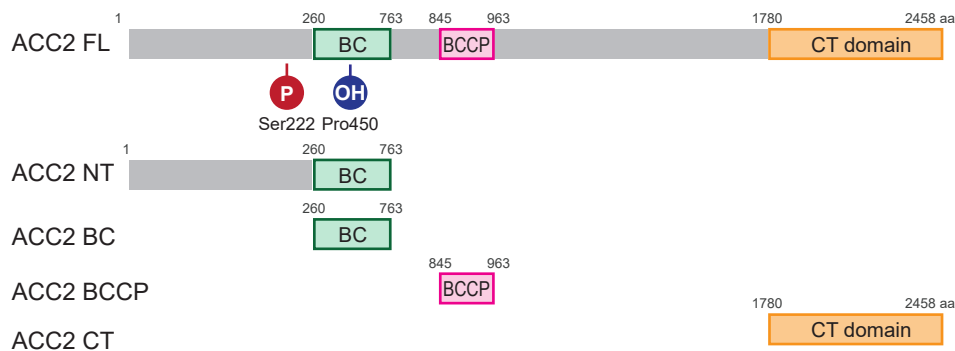 1 260 763 845 963 1780 2458 aa
ACC2 FL BC BCCP CT domain
P OH
Ser222 Pro450
1 260 763
ACC2 NT BC
260 763
ACC2 BC BC
845 963
ACC2 BCCP BCCP
1780 2458 aa
ACC2 CT CT domain